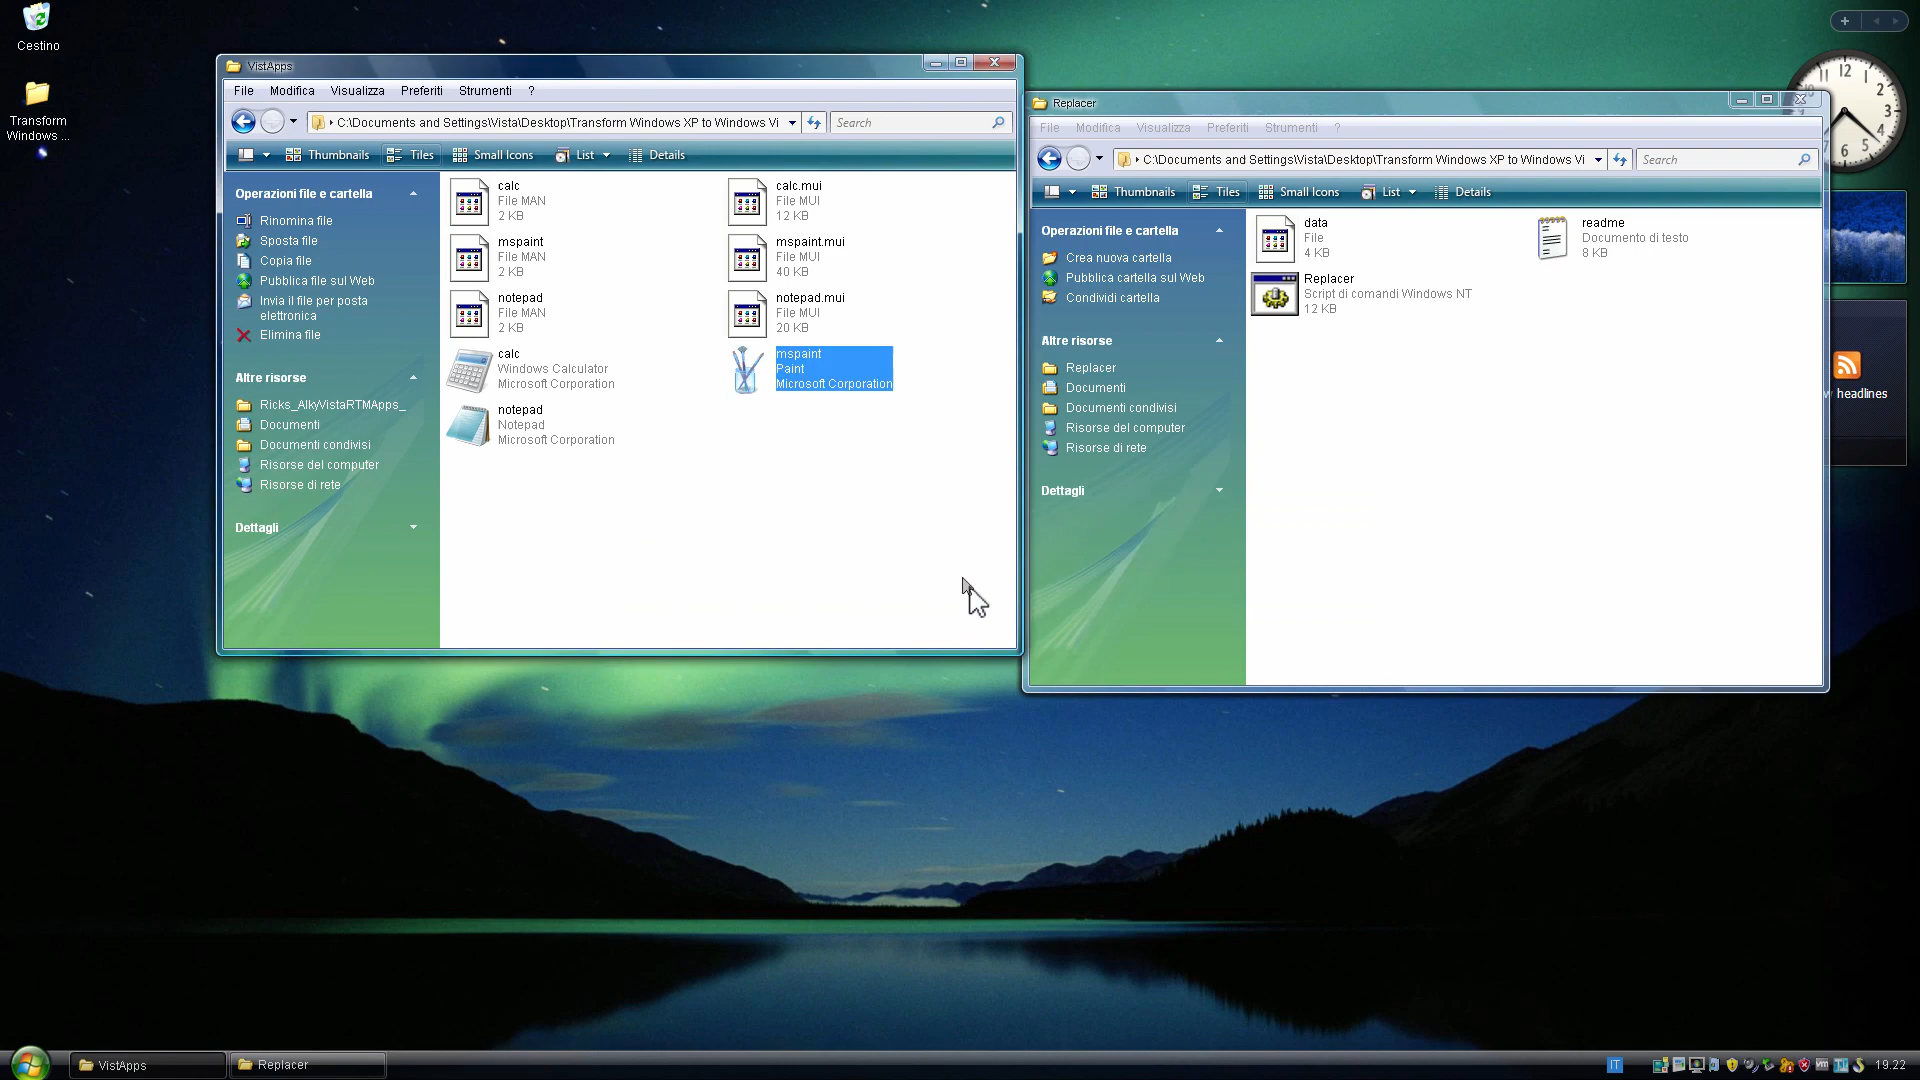 Cestino
Transform
Windows ...
VistApps
File Modifica Visualizza Preferiti Strumenti ?
C:\Documents and Settings\Vista\Desktop\Transform Windows XP to Windows Vi
Search
Thumbnails Tiles Small Icons List Details
Operazioni file e cartella
Rinomina file
Sposta file
Copia file
Pubblica file sul Web
Invia il file per posta
elettronica
Elimina file
Altre risorse
Ricks_AlkyVistaRTMApps_
Documenti
Documenti condivisi
Risorse del computer
Risorse di rete
Dettagli
calc
File MAN
2 KB
calc.mui
File MUI
12 KB
mspaint
File MAN
2 KB
mspaint.mui
File MUI
40 KB
notepad
File MAN
2 KB
notepad.mui
File MUI
20 KB
calc
Windows Calculator
Microsoft Corporation
mspaint
Paint
Microsoft Corporation
notepad
Notepad
Microsoft Corporation
Replacer
File Modifica Visualizza Preferiti Strumenti ?
C:\Documents and Settings\Vista\Desktop\Transform Windows XP to Windows Vi
Search
Thumbnails Tiles Small Icons List Details
Operazioni file e cartella
Crea nuova cartella
Pubblica cartella sul Web
Condividi cartella
Altre risorse
Replacer
Documenti
Documenti condivisi
Risorse del computer
Risorse di rete
Dettagli
data
File
4 KB
readme
Documento di testo
8 KB
Replacer
Script di comandi Windows NT
12 KB
11 12 1
2
3
4
5
6
w headlines
VistApps
Replacer
IT
19.22